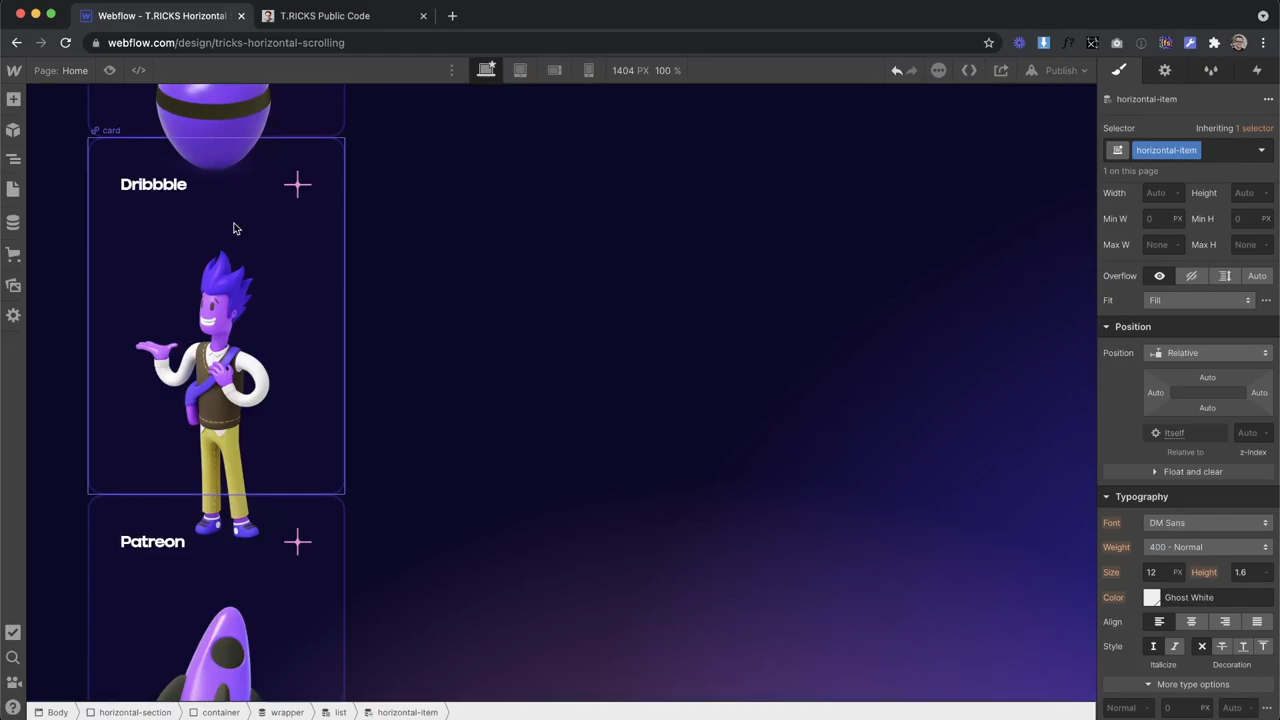 Webflow - T.RICKS Horizontal
T.RICKS Public Code
webflow.com/design/tricks-horizontal-scrolling
Page: Home
1404 PX 100 %
Publish
card
Dribbble
Patreon
horizontal-item
Selector Inheriting 1 selector
horizontal-item
1 on this page
Width Auto - Height Auto -
Min W 0 PX Min H 0 PX
Max W None - Max H None -
Overflow Auto
Fit Fill
Position
Position Relative
Auto
Auto Auto
Auto
Itself Auto
Relative to z-index
Float and clear
Typography
Font DM Sans
Weight 400 - Normal
Size 12 PX Height 1.6 -
Color Ghost White
Align
Style
Italicize Decoration
More type options
Normal - 0 PX Auto -
Body horizontal-section container wrapper list horizontal-item